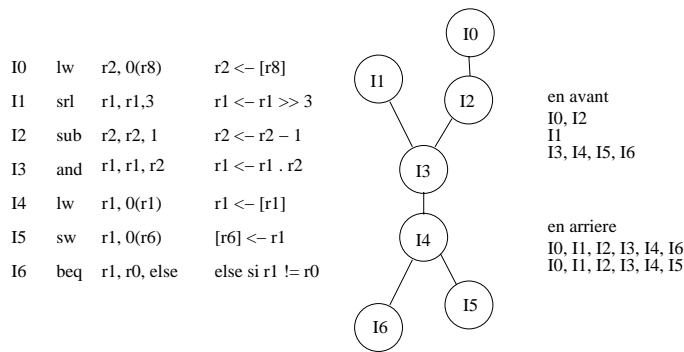 I0 lw r2, 0(r8) r2 <– [r8]
I1 srl r1, r1,3 r1 <– r1 >> 3
I2 sub r2, r2, 1 r2 <– r2 – 1
I3 and r1, r1, r2 r1 <– r1 . r2
I4 lw r1, 0(r1) r1 <– [r1]
I5 sw r1, 0(r6) [r6] <– r1
I6 beq r1, r0, else else si r1 != r0
I0
I1
I2
I3
I4
I6
I5
en avant
I0, I2
I1
I3, I4, I5, I6
en arriere
I0, I1, I2, I3, I4, I6
I0, I1, I2, I3, I4, I5